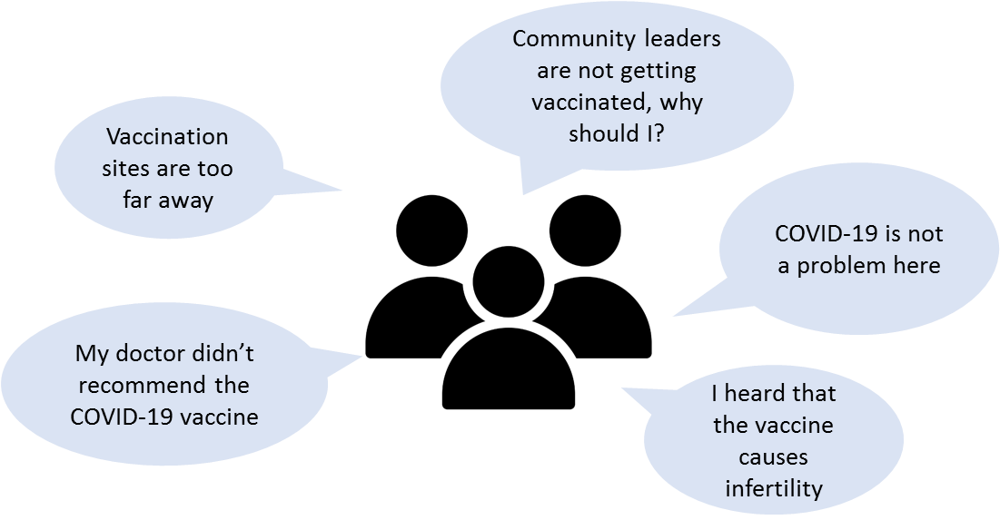 Community leaders
are not getting
vaccinated, why
should I?
Vaccination
sites are too
far away
COVID-19 is not
a problem here
My doctor didn’t
recommend the
COVID-19 vaccine
I heard that
the vaccine
causes
infertility